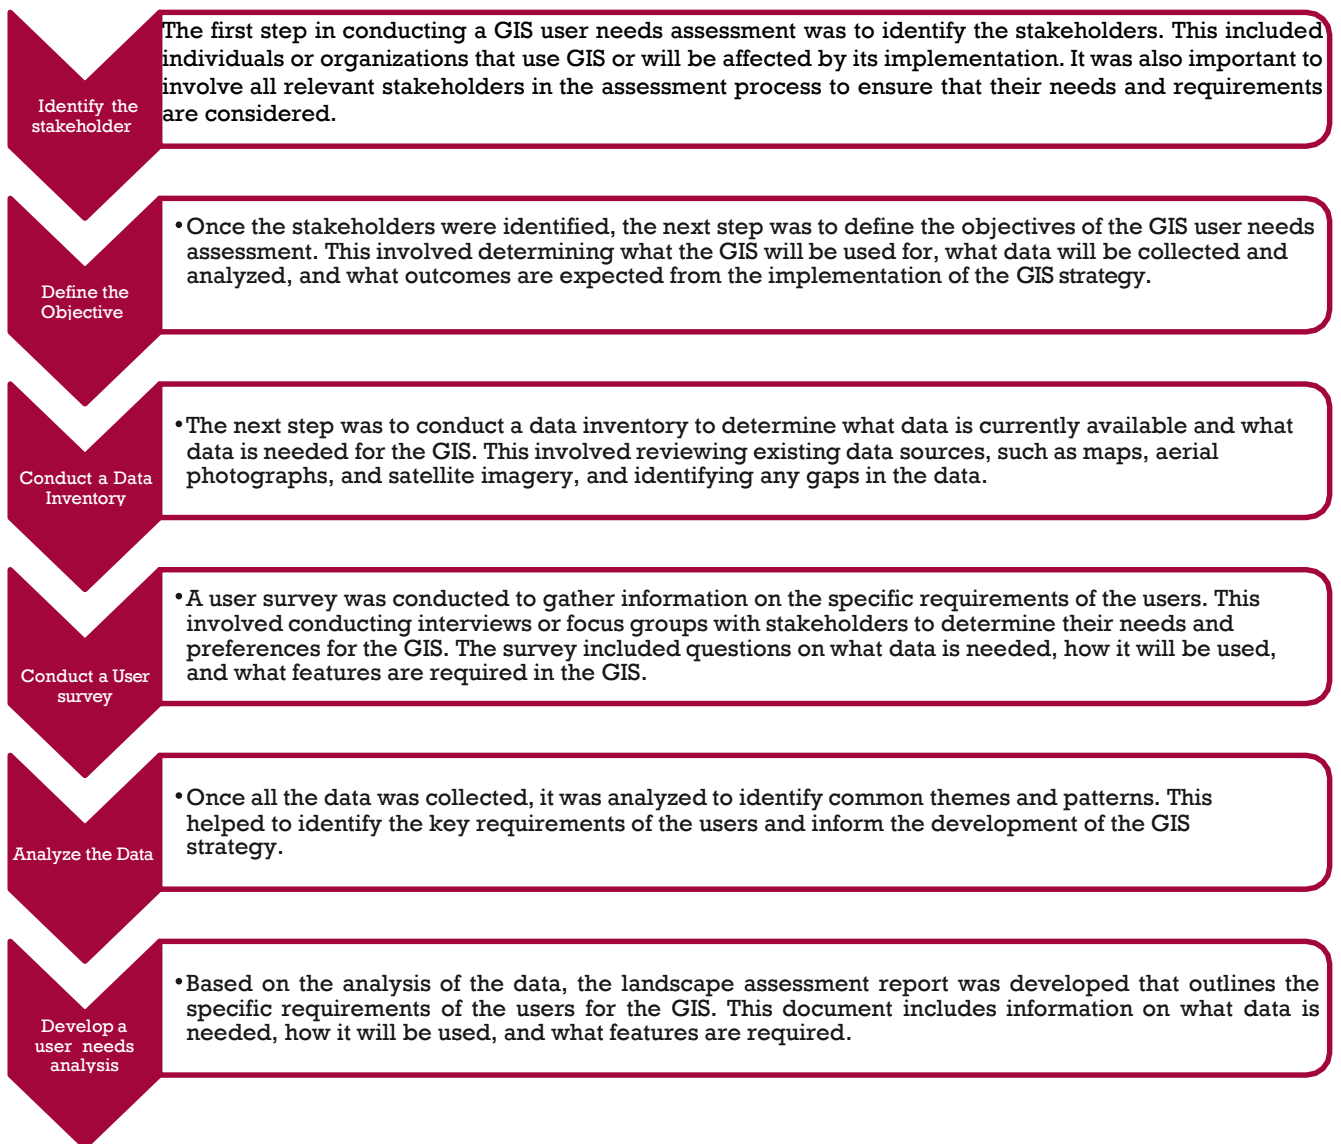 The first step in conducting a GIS user needs assessment was to identify the stakeholders. This included
individuals or organizations that use GIS or will be affected by its implementation. It was also important to
involve all relevant stakeholders in the assessment process to ensure that their needs and requirements
are considered.
Identify the
stakeholder
•Once the stakeholders were identified, the next step was to define the objectives of the GIS user needs
assessment. This involved determining what the GIS will be used for, what data will be collected and
analyzed, and what outcomes are expected from the implementation of the GIS strategy.
Define the
Objective
•The next step was to conduct a data inventory to determine what data is currently available and what
data is needed for the GIS. This involved reviewing existing data sources, such as maps, aerial
photographs, and satellite imagery, and identifying any gaps in the data.
Conduct a Data
Inventory
•A user survey was conducted to gather information on the specific requirements of the users. This
involved conducting interviews or focus groups with stakeholders to determine their needs and
preferences for the GIS. The survey included questions on what data is needed, how it will be used,
and what features are required in the GIS.
Conduct a User
survey
•Once all the data was collected, it was analyzed to identify common themes and patterns. This
helped to identify the key requirements of the users and inform the development of the GIS
strategy.
Analyze the Data
•Based on the analysis of the data, the landscape assessment report was developed that outlines the
specific requirements of the users for the GIS. This document includes information on what data is
needed, how it will be used, and what features are required.
Develop a
user needs
analysis